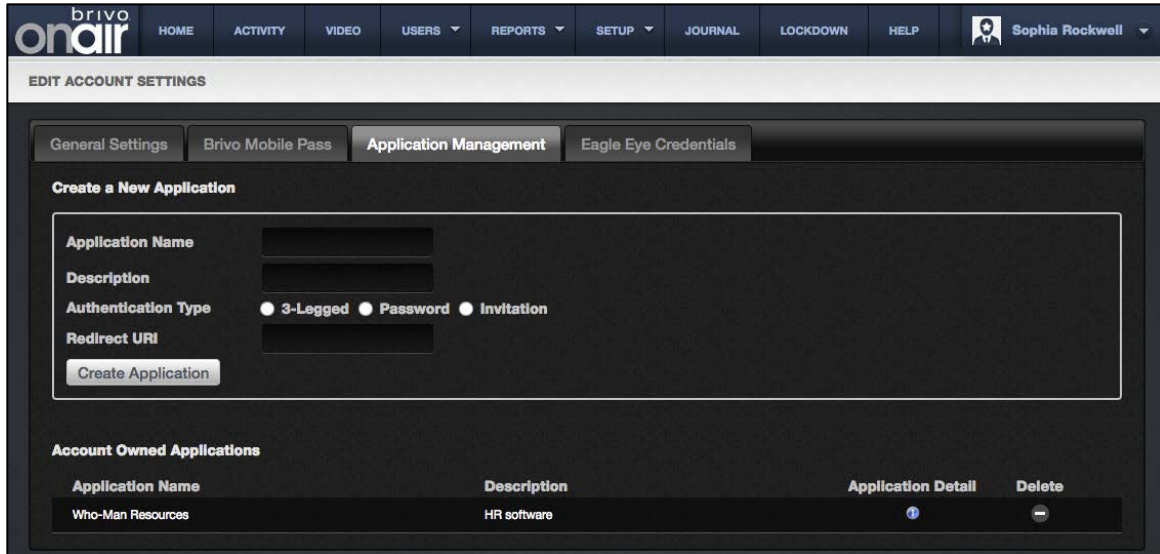 brivo
onair
HOME ACTIVITY VIDEO USERS REPORTS SETUP JOURNAL LOCKDOWN HELP Sophia Rockwell
EDIT ACCOUNT SETTINGS
General Settings Brivo Mobile Pass Application Management Eagle Eye Credentials
Create a New Application
Application Name
Description
Authentication Type 3-Legged Password Invitation
Redirect URI
Create Application
Account Owned Applications
Application Name Description Application Detail Delete
Who-Man Resources HR software